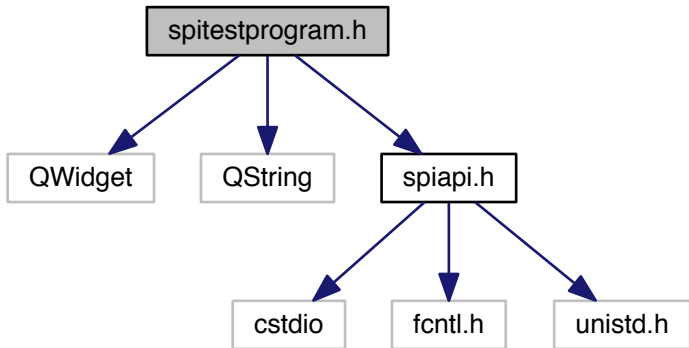 spitestprogram.h
QWidget
QString
spiapi.h
cstdio
fcntl.h
unistd.h